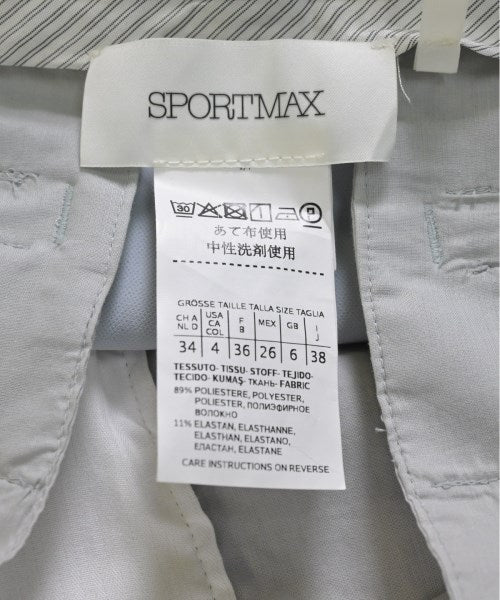 SPORTMAX
30
あて布使用
中性洗剤使用
GRÖSSE TAILLE TALLA SIZE TAGLIA
CH A NL D USA CA COL F B MEX GB I J
34 4 36 26 6 38
TESSUTO- TISSU- STOFF- TEJIDO-
TECIDO- KUMAŞ- ТКАНЬ- FABRIC
89% POLIESTERE, POLYESTER,
POLIESTER, ПОЛИЭФИРНОЕ
ВОЛОКНО
11% ELASTAN, ELASTHANNE,
ELASTHAN, ELASTANO,
ЕЛАСТАН, ELASTANE
CARE INSTRUCTIONS ON REVERSE